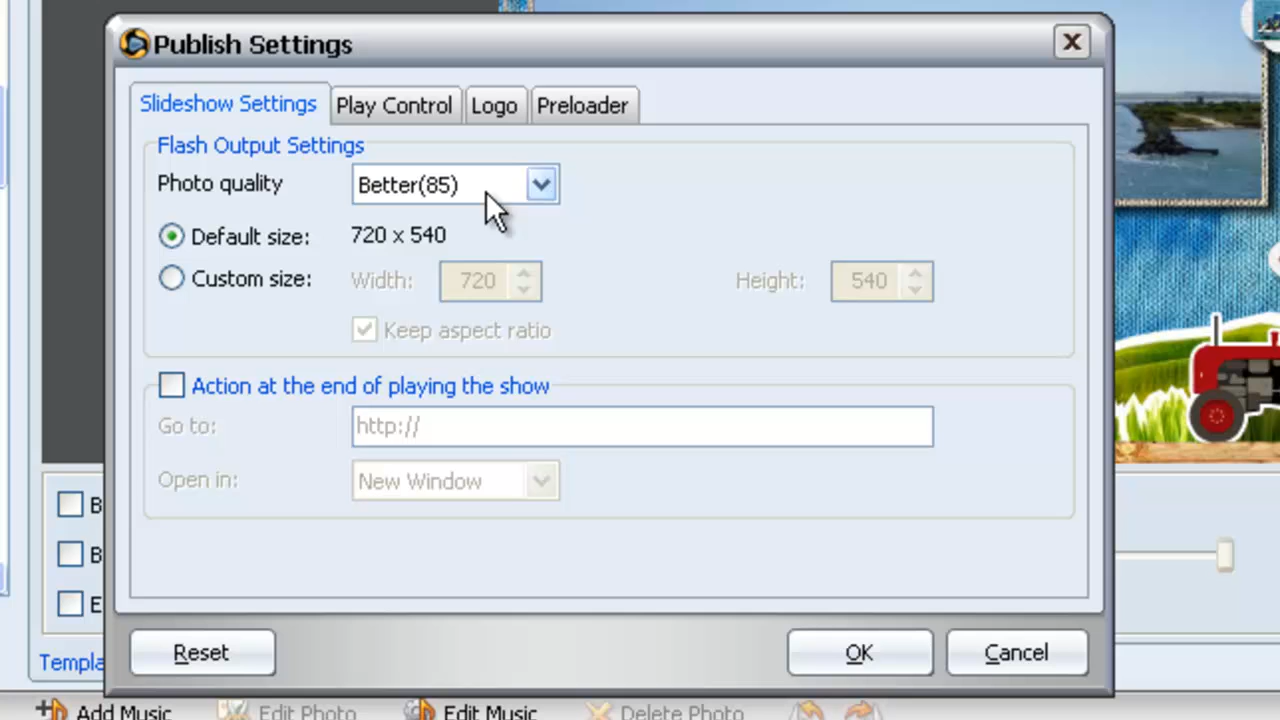 Publish Settings
Slideshow Settings
Play Control
Logo
Preloader
Flash Output Settings
Photo quality
Better(85)
Default size:
720 x 540
Custom size:
Width:
720
Height:
540
Keep aspect ratio
Action at the end of playing the show
Go to:
http://
Open in:
New Window
B
B
E
Reset
OK
Cancel
Templa
Add Music
Edit Photo
Edit Music
Delete Photo